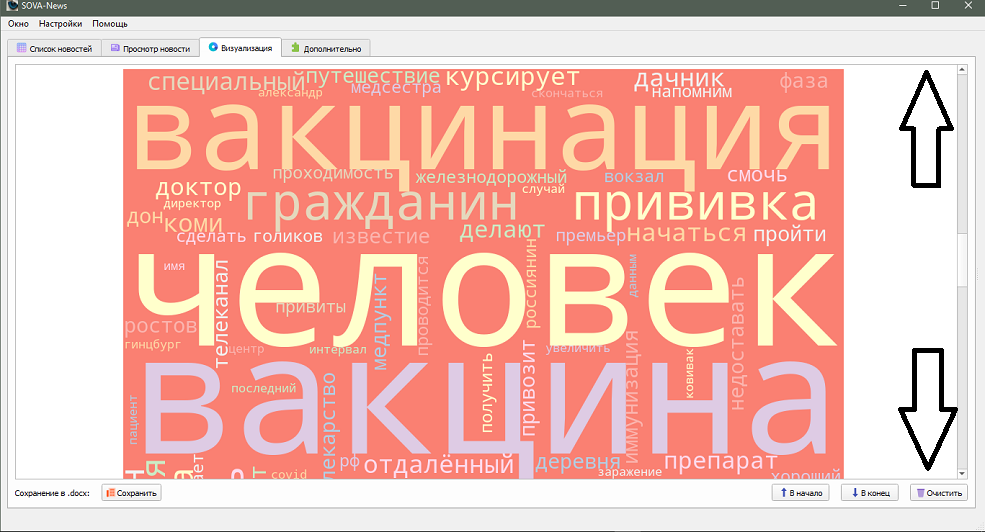 SOVA-News
Окно Настройки Помощь
Список новостей Просмотр новости Визуализация Дополнительно
специальный путешествие курсирует дачник фаза
александр медсестра скончаться напомним
вакцинация
проходимость железнодорожный вокзал смочь
доктор случай
директор гражданин прививка
дон коми
сделать голиков известие делают премьер начаться пройти
имя человек
телеканал привиты медпункт проводится россиянин данным недоставать
ростов
гинцбург центр интервал увеличить
вакцина
последний получить привозит иммунизация ковивак
пациент лекарство
рф отдалённый деревня препарат
covid заражение хороший
Сохранение в .docx: Сохранить В начало В конец Очистить